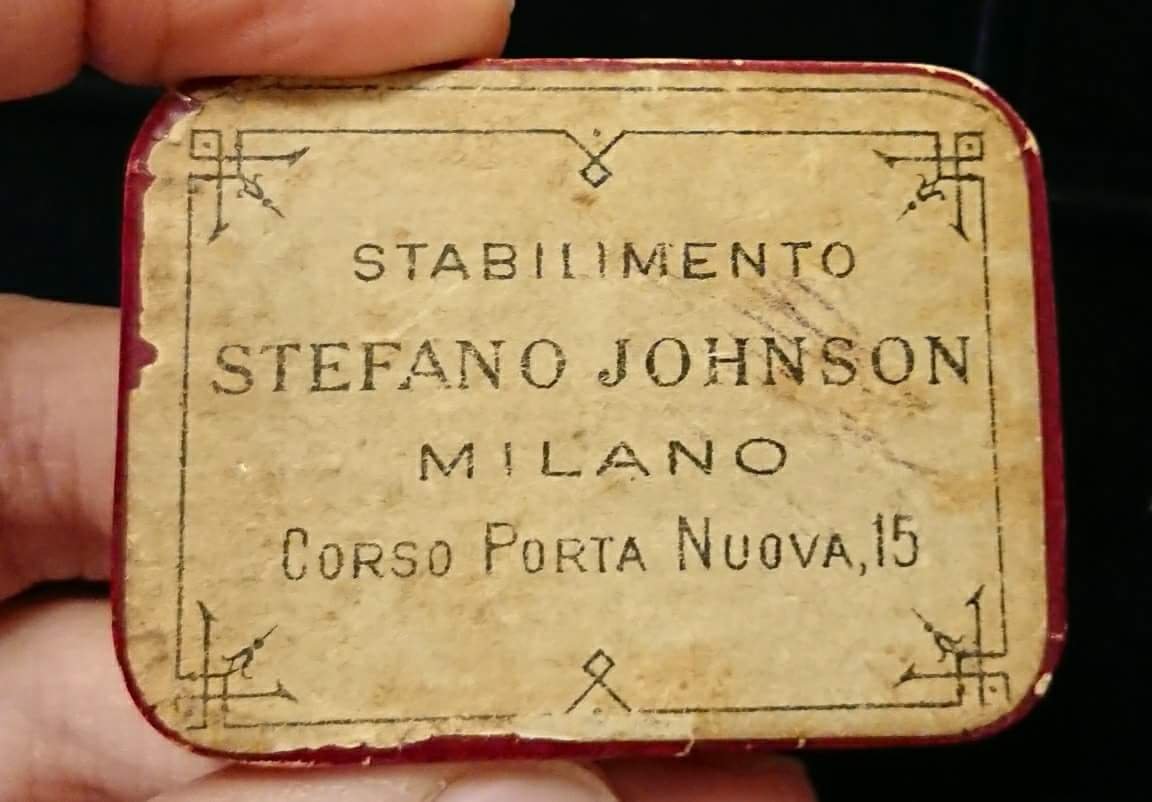 STABILIMENTO
STEFANO JOHNSON
MILANO
CORSO PORTA NUOVA, 15